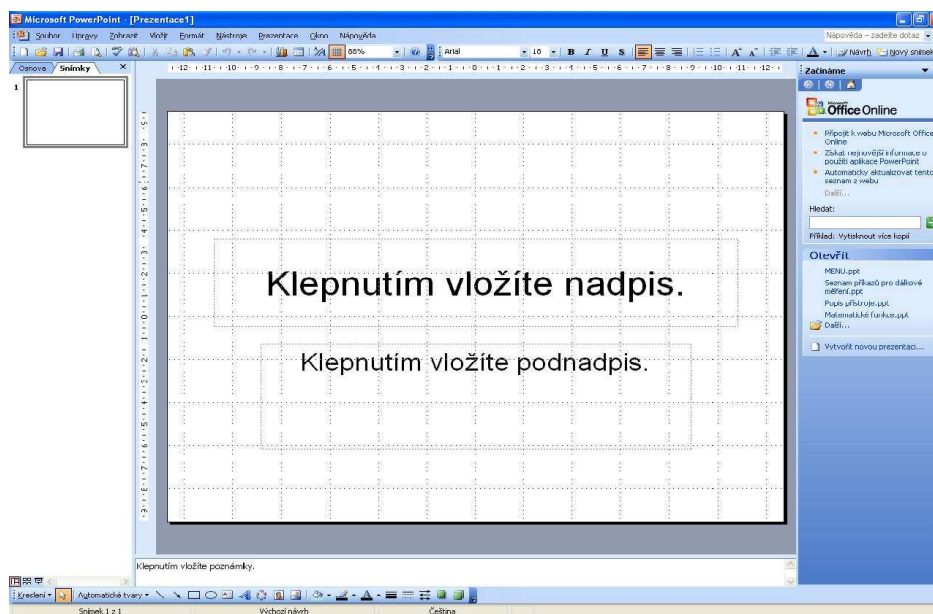 Microsoft PowerPoint - [Prezentace1]
Soubor Úpravy Zobrazit Vložit Formát Nástroje Prezentace Okno Nápověda
Nápověda – zadejte dotaz
88% Arial 18 B I U S Návrh Nový snímek
Osnova Snímky
Začínáme
1
Microsoft
Office Online
Připojit k webu Microsoft Office
Online
Získat nejnovější informace o
použití aplikace PowerPoint
Automaticky aktualizovat tento
seznam z webu
Další...
Hledat:
Příklad: Vytisknout více kopií
Otevřít
MENU.ppt
Seznam příkazů pro dálkové
měření.ppt
Popis přístroje.ppt
Matematické funkce.ppt
Další...
Vytvořit novou prezentaci...
Klepnutím vložíte nadpis.
Klepnutím vložíte podnadpis.
Klepnutím vložíte poznámky.
Kreslení Automatické tvary
Snímek 1 z 1 Výchozí návrh Čeština